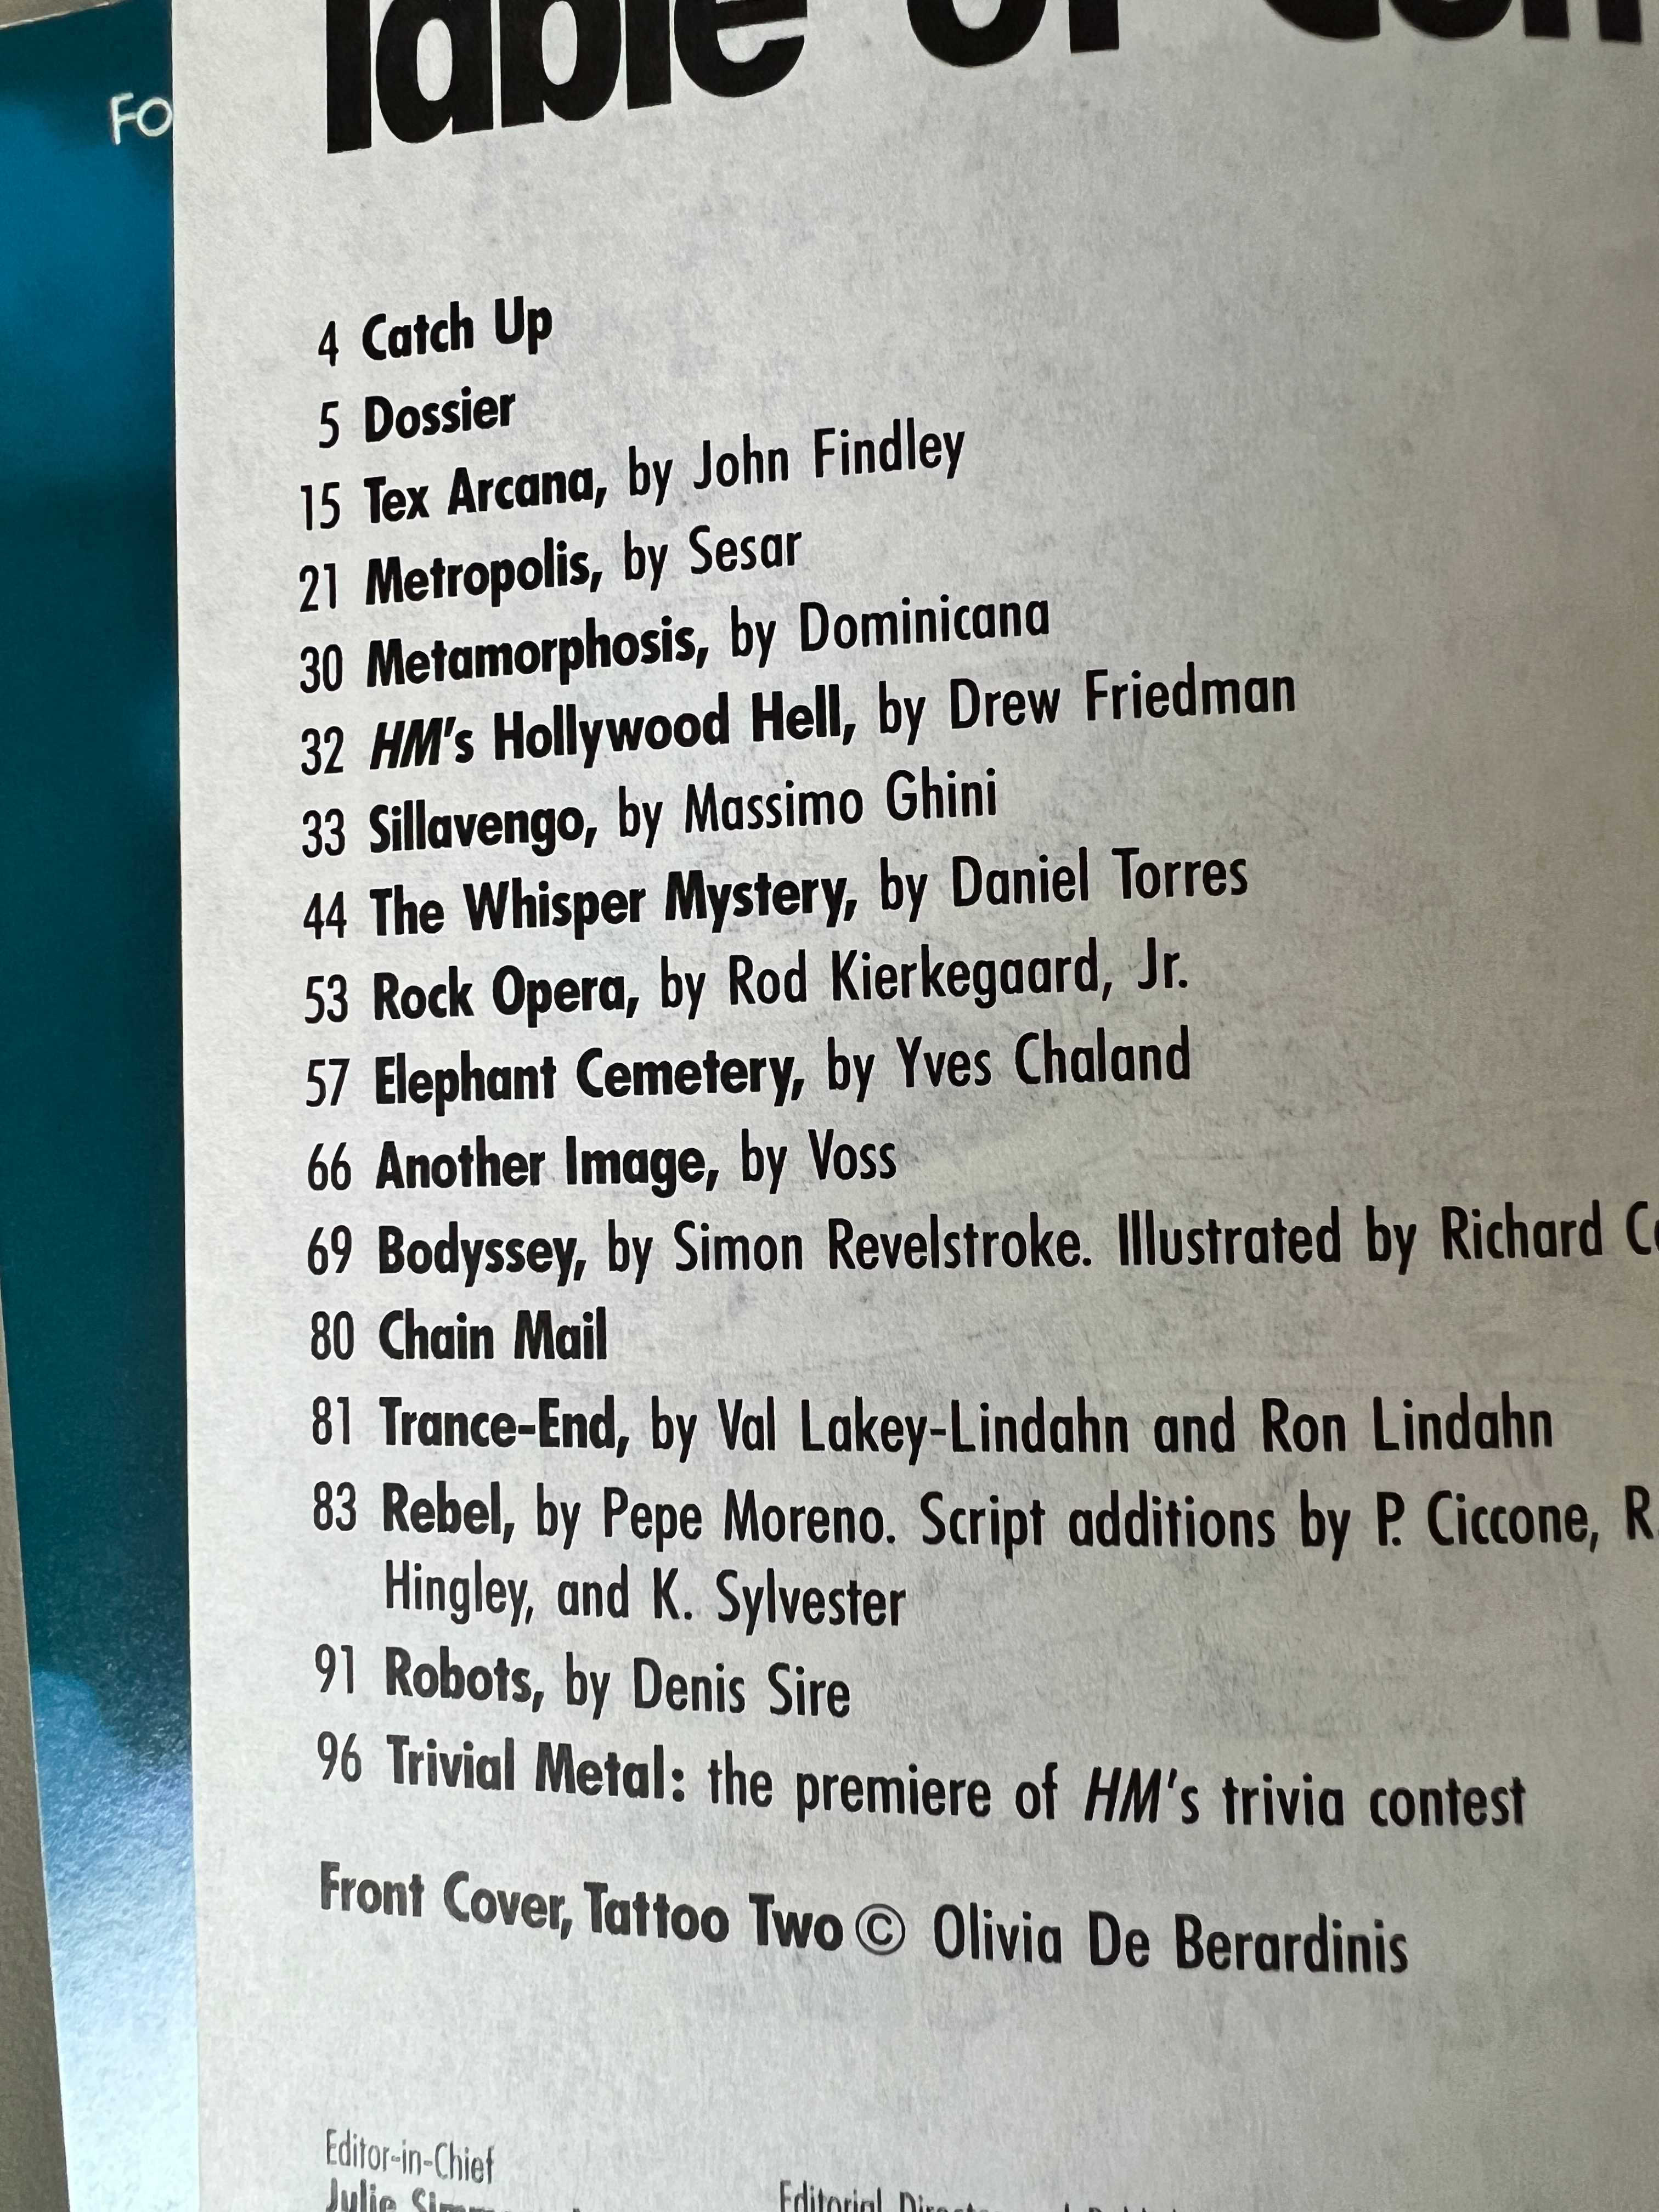 FO
Table of Con
4 Catch Up
5 Dossier
15 Tex Arcana, by John Findley
21 Metropolis, by Sesar
30 Metamorphosis, by Dominicana
32 HM's Hollywood Hell, by Drew Friedman
33 Sillavengo, by Massimo Ghini
44 The Whisper Mystery, by Daniel Torres
53 Rock Opera, by Rod Kierkegaard, Jr.
57 Elephant Cemetery, by Yves Chaland
66 Another Image, by Voss
69 Bodyssey, by Simon Revelstroke. Illustrated by Richard
80 Chain Mail
81 Trance-End, by Val Lakey-Lindahn and Ron Lindahn
83 Rebel, by Pepe Moreno. Script additions by P. Ciccone, R.
Hingley, and K. Sylvester
91 Robots, by Denis Sire
96 Trivial Metal: the premiere of HM's trivia contest
Front Cover, Tattoo Two © Olivia De Berardinis
Editor-in-Chief
Julie
Editorial